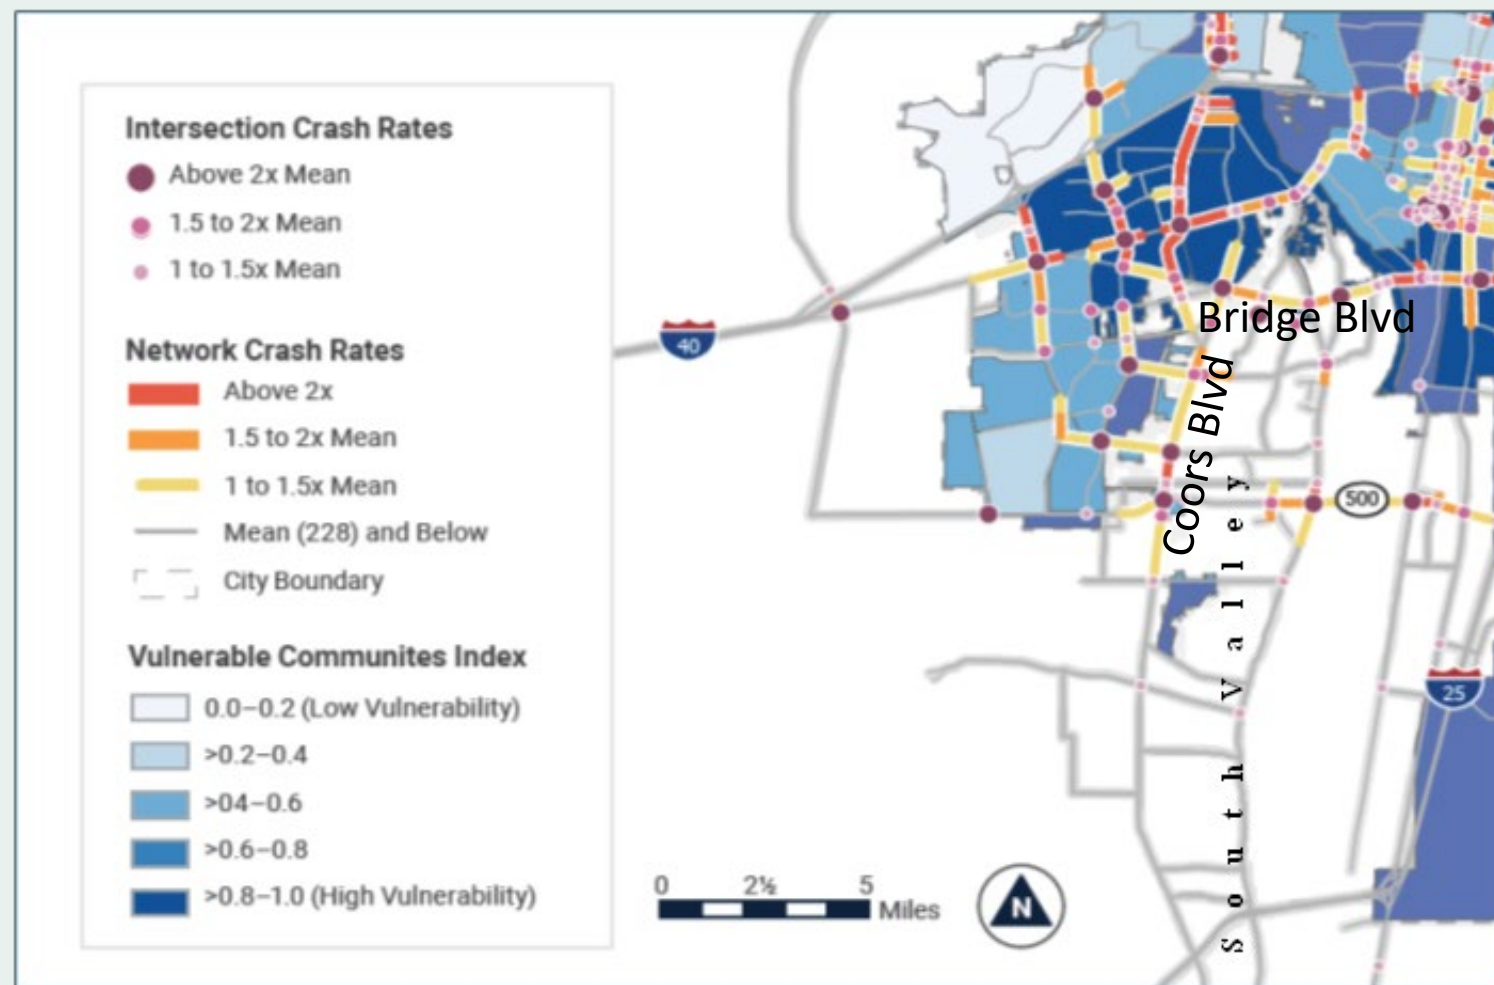 Intersection Crash Rates
Above 2x Mean
1.5 to 2x Mean
1 to 1.5x Mean
Network Crash Rates
Above 2x
1.5 to 2x Mean
1 to 1.5x Mean
Mean (228) and Below
City Boundary
Vulnerable Communites Index
0.0–0.2 (Low Vulnerability)
>0.2–0.4
>04–0.6
>0.6–0.8
>0.8–1.0 (High Vulnerability)
40
Bridge Blvd
Coors Blvd
500
South Valley
25
0 2½ 5
Miles
N